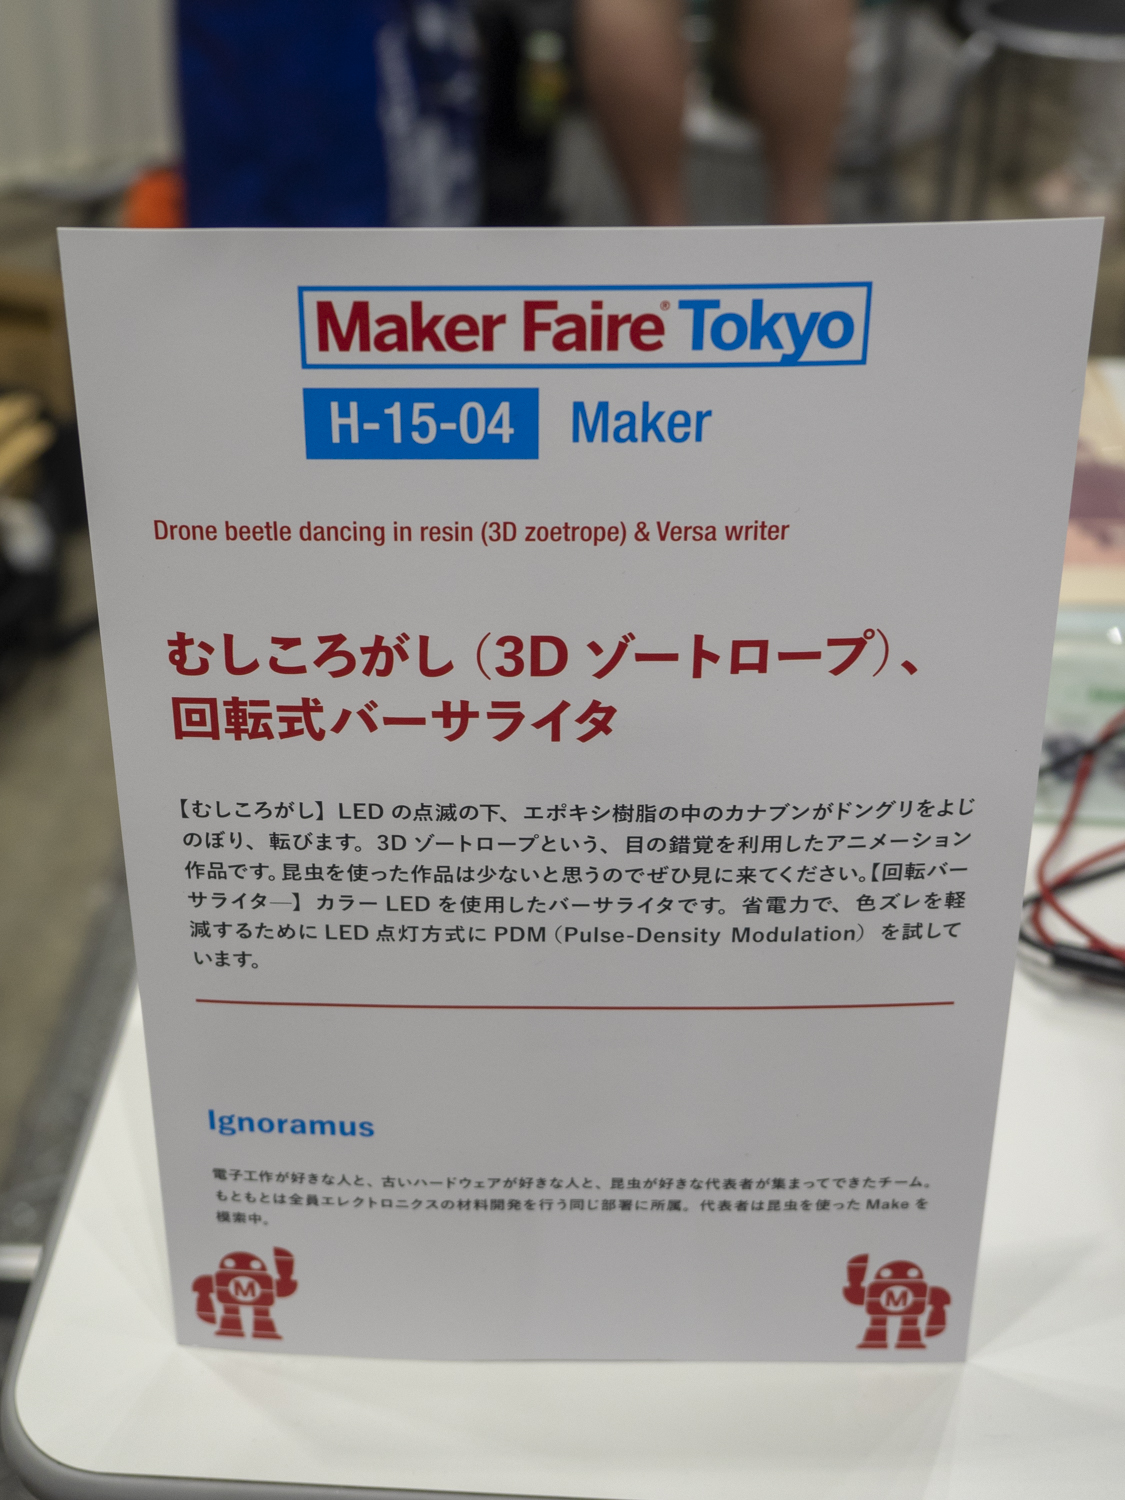 Maker Faire® Tokyo
H-15-04 Maker
Drone beetle dancing in resin (3D zoetrope) & Versa writer
むしころがし（3D ゾートロープ）、
回転式バーサライタ
【むしころがし】LED の点滅の下、エポキシ樹脂の中のカナブンがドングリをよじ
のぼり、転びます。3D ゾートロープという、目の錯覚を利用したアニメーション
作品です。昆虫を使った作品は少ないと思うのでぜひ見に来てください。【回転バー
サライタ―】カラー LED を使用したバーサライタです。省電力で、色ズレを軽
減するために LED 点灯方式に PDM（Pulse-Density Modulation）を試して
います。
Ignoramus
電子工作が好きな人と、古いハードウェアが好きな人と、昆虫が好きな代表者が集まってできたチーム。
もともとは全員エレクトロニクスの材料開発を行う同じ部署に所属。代表者は昆虫を使った Make を
模索中。
M
M